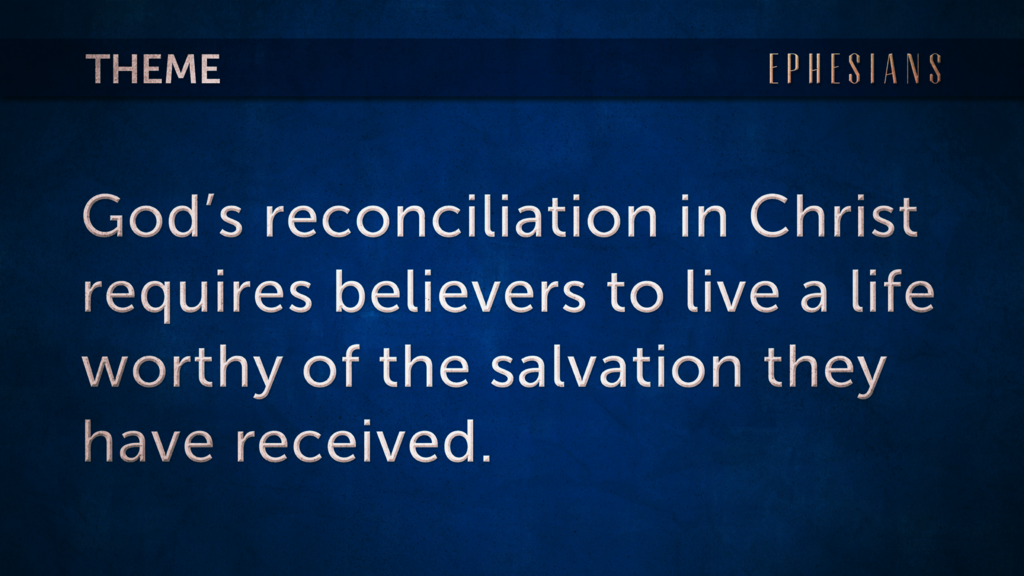 THEME
EPHESIANS
God’s reconciliation in Christ
requires believers to live a life
worthy of the salvation they
have received.